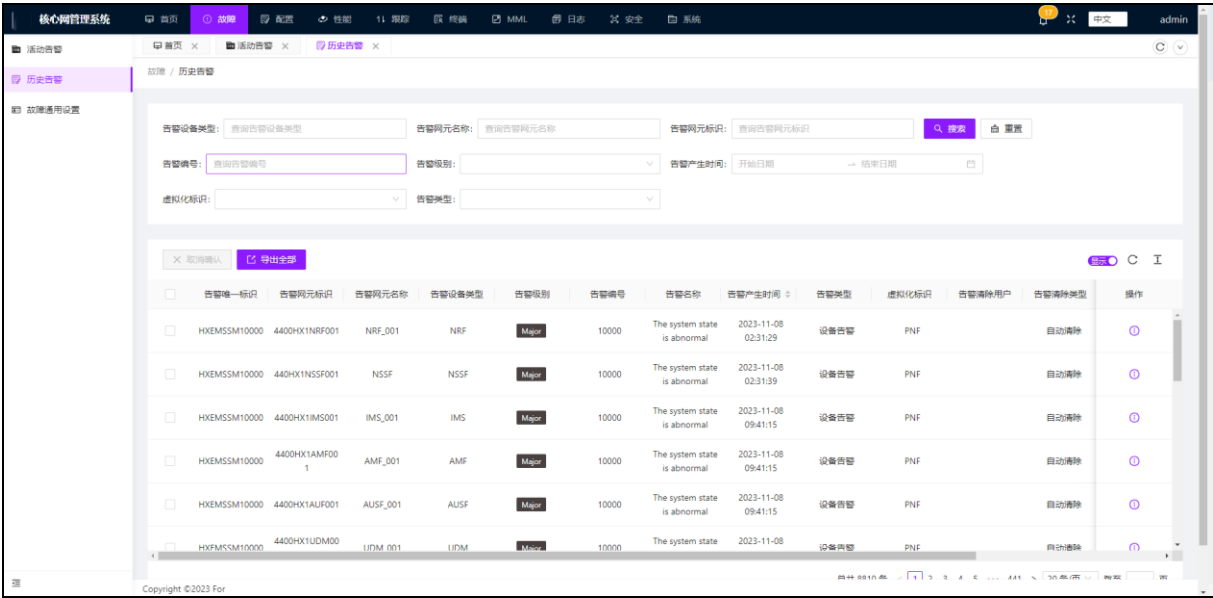 核心网管理系统 首页 故障 配置 性能 跟踪 终端 MML 日志 安全 系统 17 中文 admin
活动告警
历史告警
故障通用设置
首页 活动告警 历史告警
故障 / 历史告警
告警设备类型: 查询告警设备类型 告警网元名称: 查询告警网元名称 告警网元标识: 查询告警网元标识 搜索 重置
告警编号: 查询告警编号 告警级别: 告警产生时间: 开始日期 → 结束日期
虚拟化标识: 告警类型:
取消确认 导出全部 显示
告警唯一标识 告警网元标识 告警网元名称 告警设备类型 告警级别 告警编号 告警名称 告警产生时间 告警类型 虚拟化标识 告警清除用户 告警清除类型 操作
HXEMSSM10000 4400HX1NRF001 NRF_001 NRF Major 10000 The system state is abnormal 2023-11-08 02:31:29 设备告警 PNF 自动清除
HXEMSSM10000 440HX1NSSF001 NSSF NSSF Major 10000 The system state is abnormal 2023-11-08 02:31:39 设备告警 PNF 自动清除
HXEMSSM10000 4400HX1IMS001 IMS_001 IMS Major 10000 The system state is abnormal 2023-11-08 09:41:15 设备告警 PNF 自动清除
HXEMSSM10000 4400HX1AMF001 AMF_001 AMF Major 10000 The system state is abnormal 2023-11-08 09:41:15 设备告警 PNF 自动清除
HXEMSSM10000 4400HX1AUF001 AUSF_001 AUSF Major 10000 The system state is abnormal 2023-11-08 09:41:15 设备告警 PNF 自动清除
HXEMSSM10000 4400HX1UDM00 UDM_001 UDM Major 10000 The system state 2023-11-08 设备告警 PNF 自动清除
总共 8810 条 < 1 2 3 4 5 ··· 441 > 20 条/页 跳至 页
Copyright ©2023 For